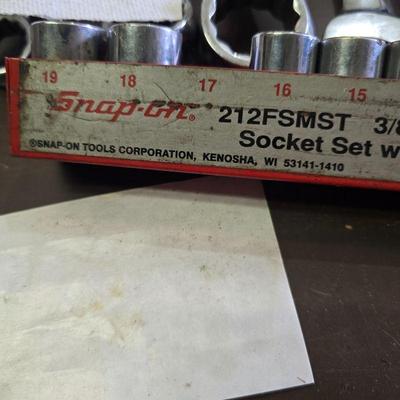 19 18 17 16 15
Snap-on® 212FSMST 3/8
Socket Set w
®SNAP-ON TOOLS CORPORATION, KENOSHA, WI 53141-1410